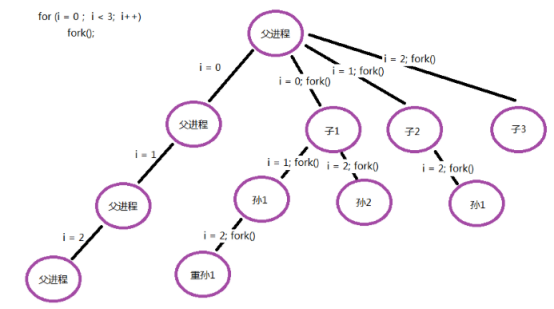 for (i = 0 ;  i < 3;  i++)
fork();
父进程
i = 2; fork()
i = 1; fork()
i = 0; fork()
i = 0
父进程
子1
子2
子3
i = 1
i = 1; fork()
i = 2; fork()
i = 2; fork()
父进程
孙1
孙2
孙1
i = 2
i = 2; fork()
父进程
重孙1